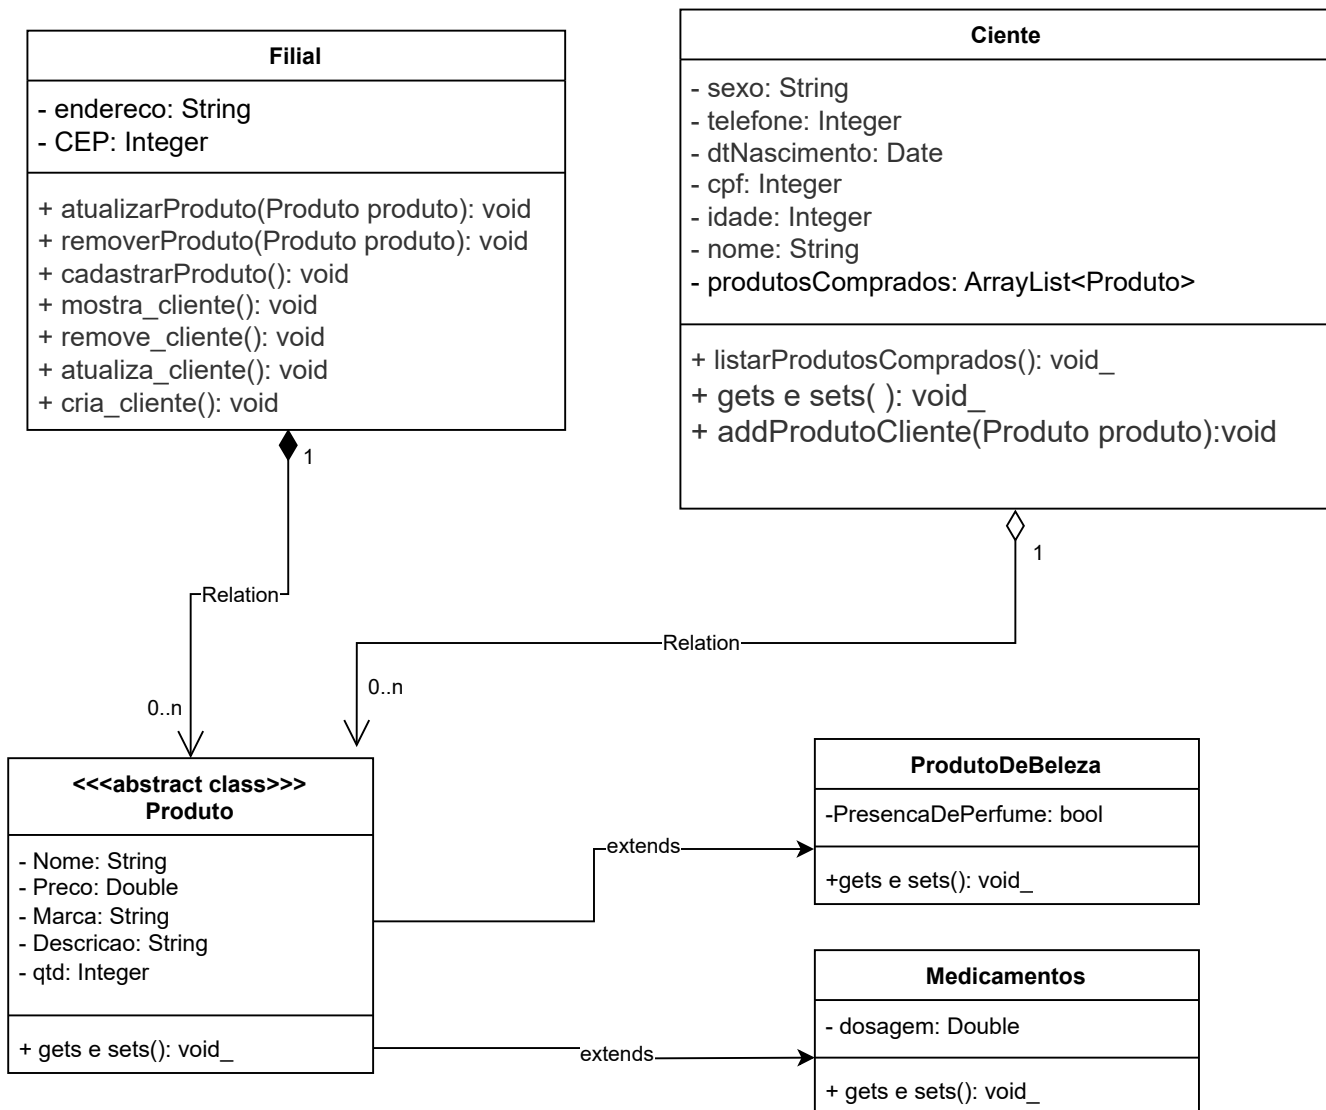 Filial
- endereco: String
- CEP: Integer
+ atualizarProduto(Produto produto): void
+ removerProduto(Produto produto): void
+ cadastrarProduto(): void
+ mostra_cliente(): void
+ remove_cliente(): void
+ atualiza_cliente(): void
+ cria_cliente(): void
Ciente
- sexo: String
- telefone: Integer
- dtNascimento: Date
- cpf: Integer
- idade: Integer
- nome: String
- produtosComprados: ArrayList<Produto>
+ listarProdutosComprados(): void_
+ gets e sets( ): void_
+ addProdutoCliente(Produto produto):void
1
1
Relation
Relation
0..n
0..n
<<<abstract class>>>
Produto
- Nome: String
- Preco: Double
- Marca: String
- Descricao: String
- qtd: Integer
+ gets e sets(): void_
extends
extends
ProdutoDeBeleza
-PresencaDePerfume: bool
+gets e sets(): void_
Medicamentos
- dosagem: Double
+ gets e sets(): void_